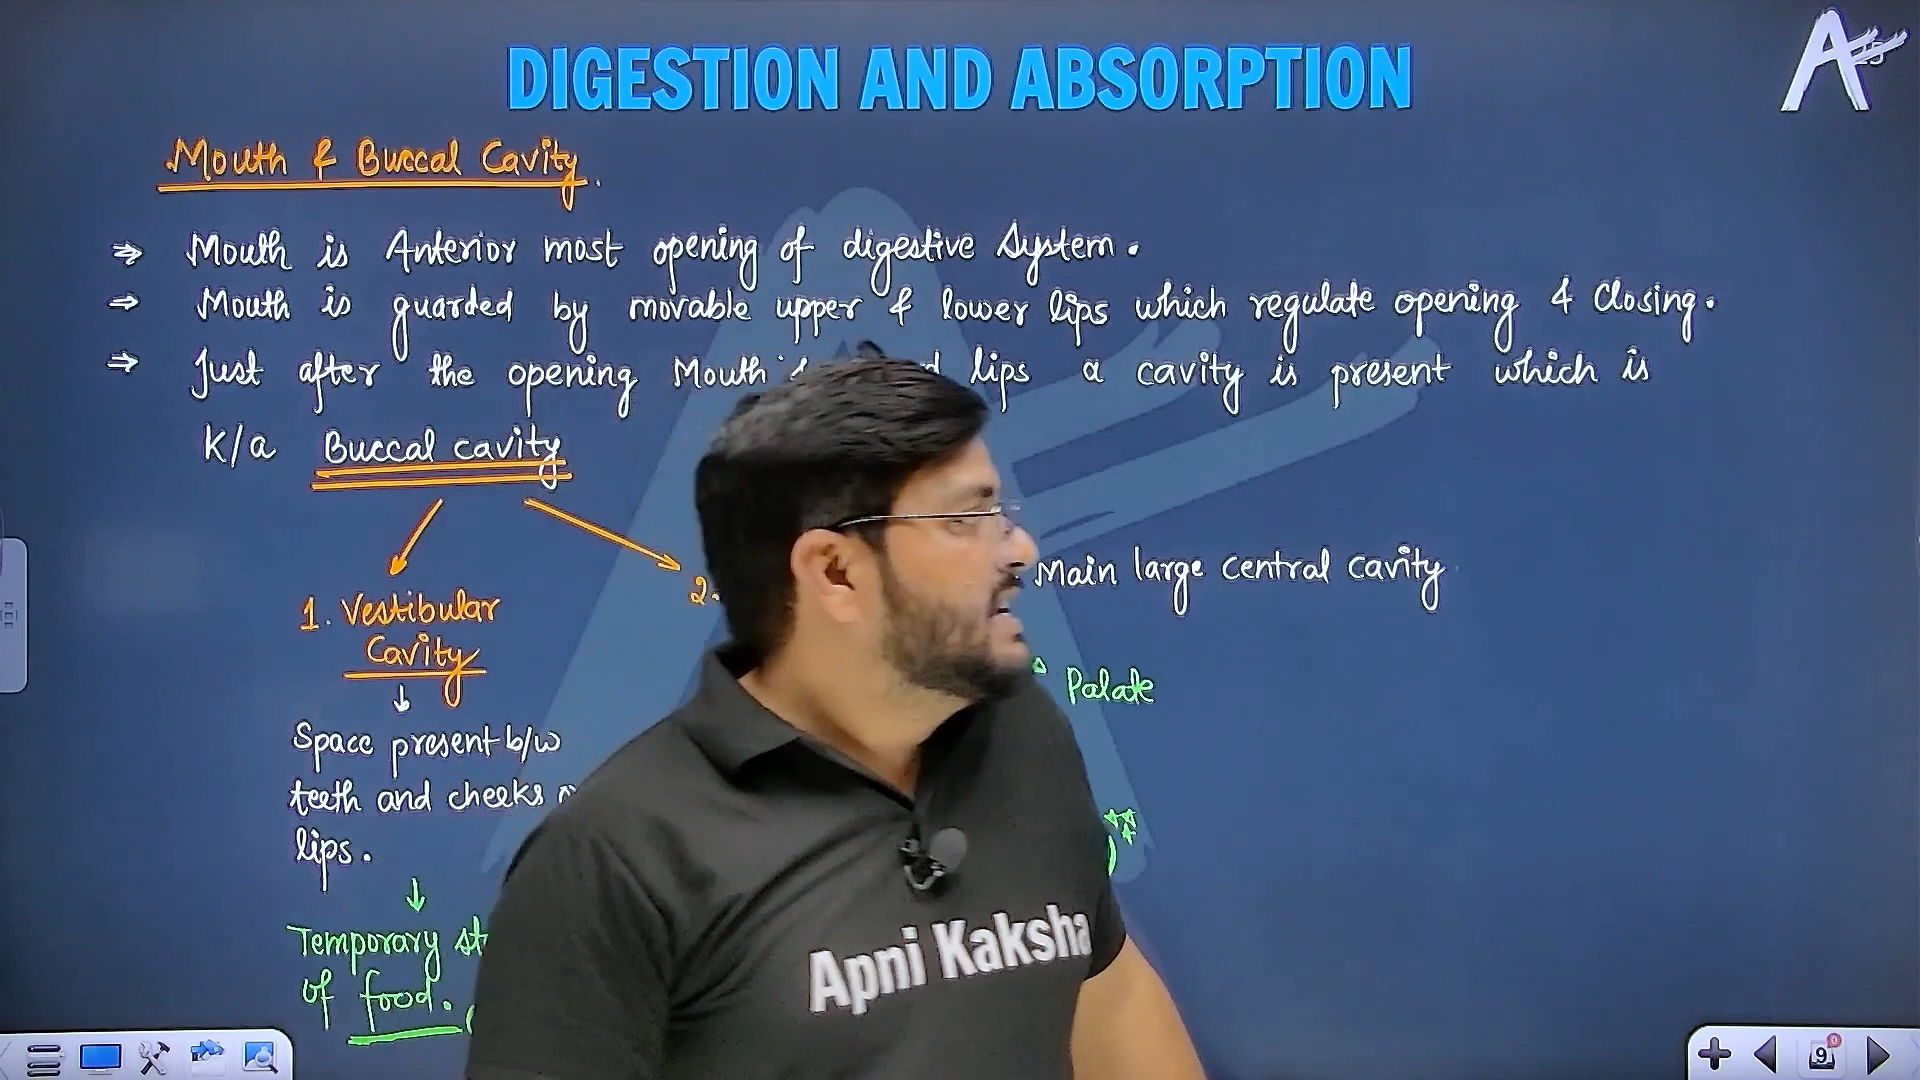 DIGESTION AND ABSORPTION
Mouth & Buccal Cavity.
⇒ Mouth is Anterior most opening of digestive System.
⇒ Mouth is guarded by movable upper & lower lips which regulate opening & Closing.
⇒ Just after the opening Mouth lips a cavity is present which is
K/a Buccal cavity
1. Vestibular
Cavity
2.
Main large central cavity
Palate
Space present b/w
teeth and cheeks
lips.
Temporary
of food.
Apni Kaksha
9